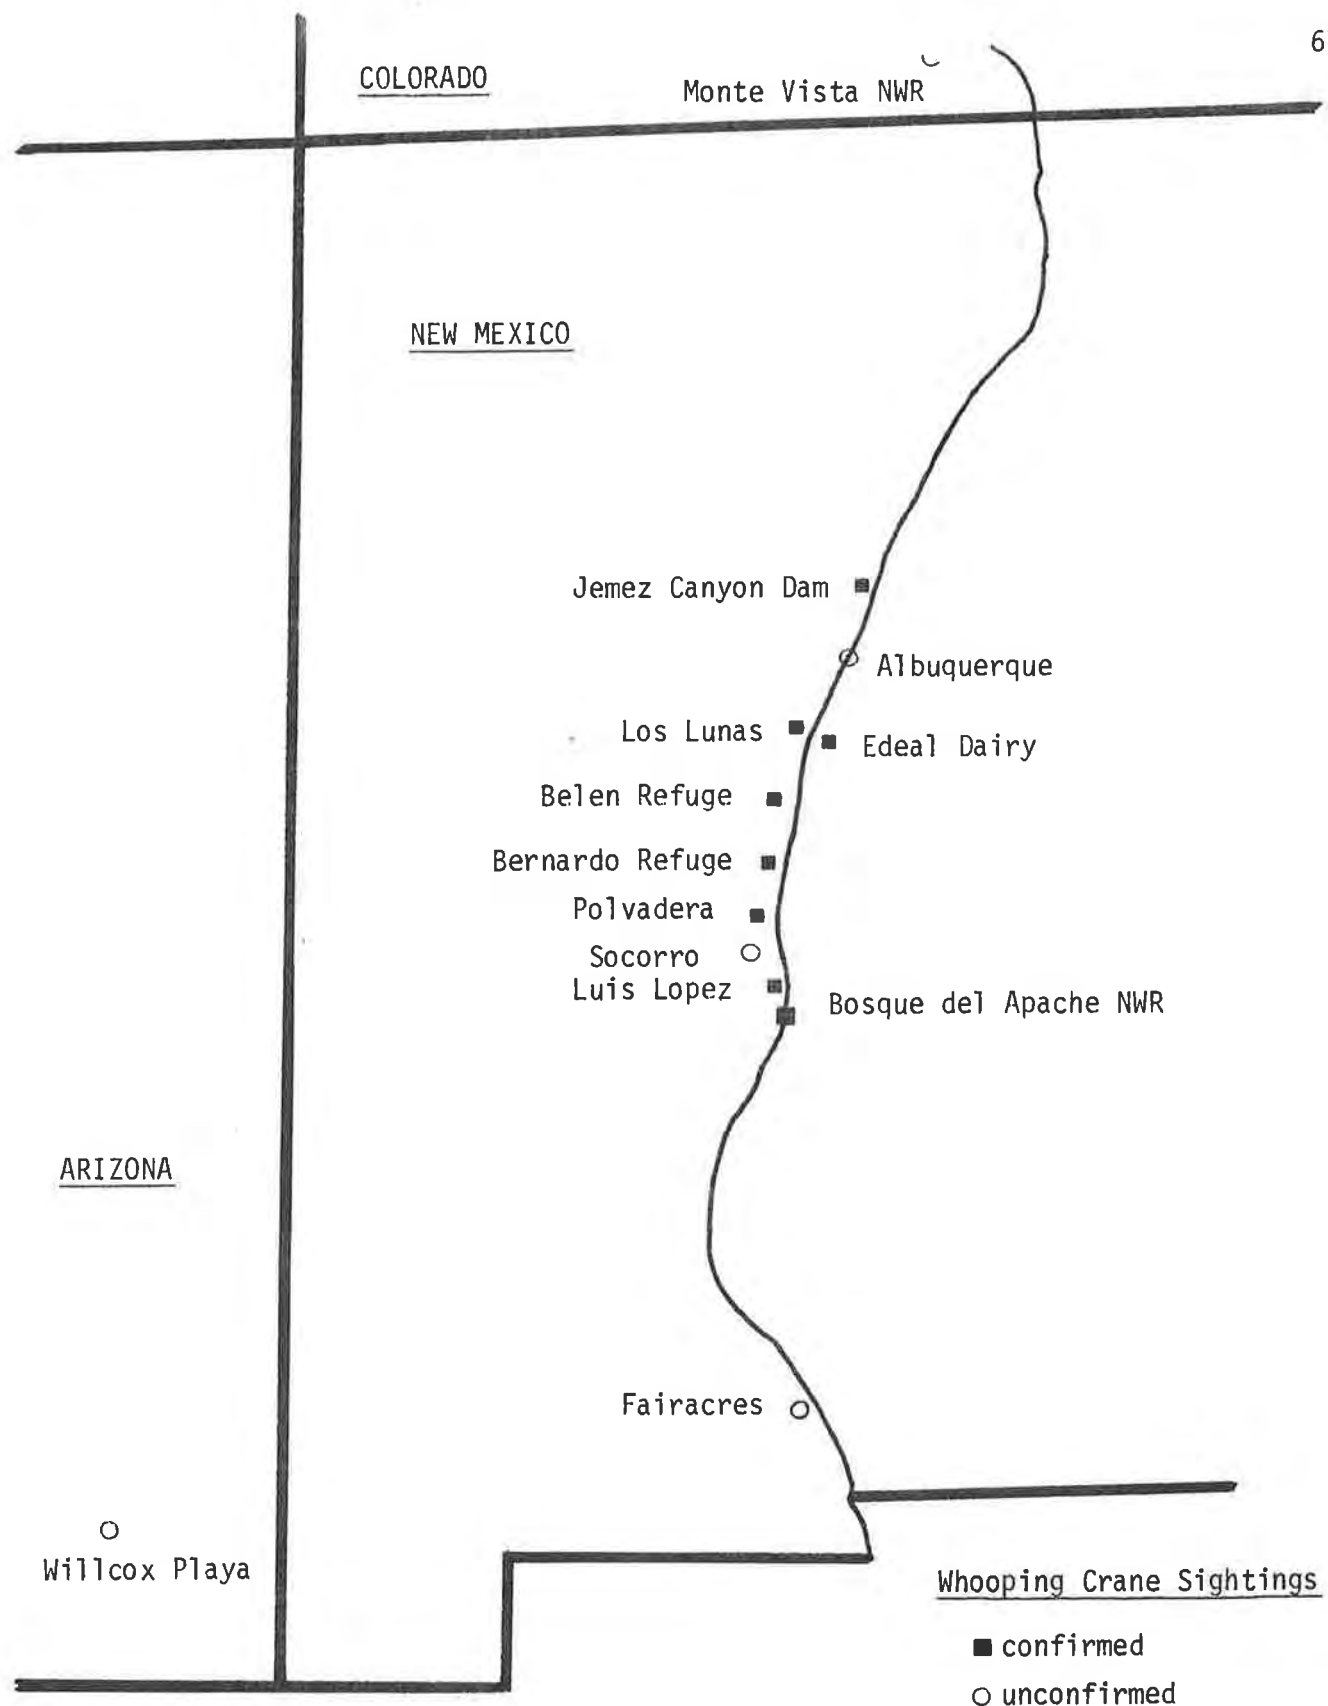 6
COLORADO
Monte Vista NWR
NEW MEXICO
Jemez Canyon Dam
Albuquerque
Los Lunas
Edeal Dairy
Belen Refuge
Bernardo Refuge
Polvadera
Socorro
Luis Lopez
Bosque del Apache NWR
ARIZONA
Fairacres
Willcox Playa
Whooping Crane Sightings
confirmed
unconfirmed